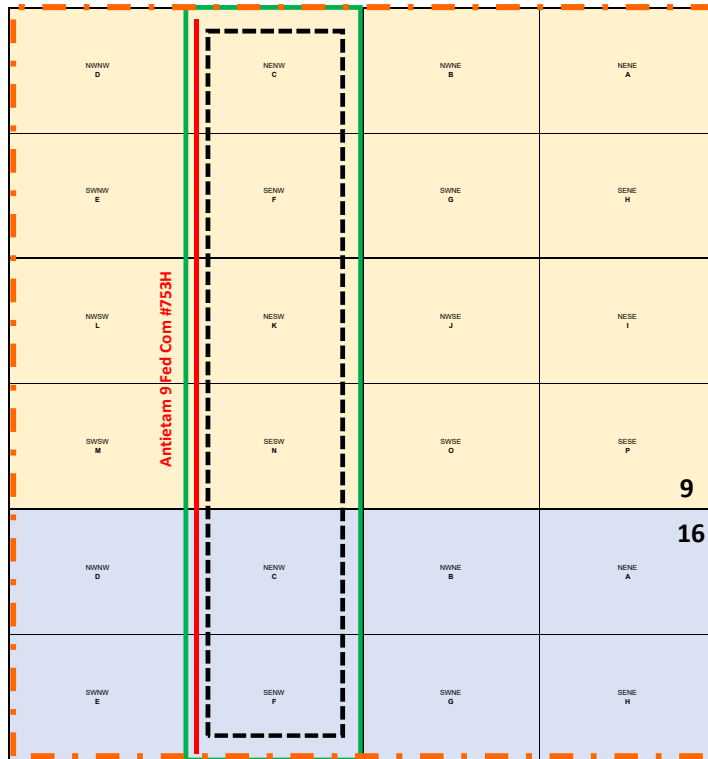 NWNW
D
NENW
C
NWNE
B
NENE
A
SWNW
E
SENW
F
SWNE
G
SENE
H
Antietam 9 Fed Com #753H
NWSW
L
NESW
K
NWSE
J
NESE
I
SWSW
M
SESW
N
SWSE
O
SESE
P
9
16
NWNW
D
NENW
C
NWNE
B
NENE
A
SWNW
E
SENW
F
SWNE
G
SENE
H